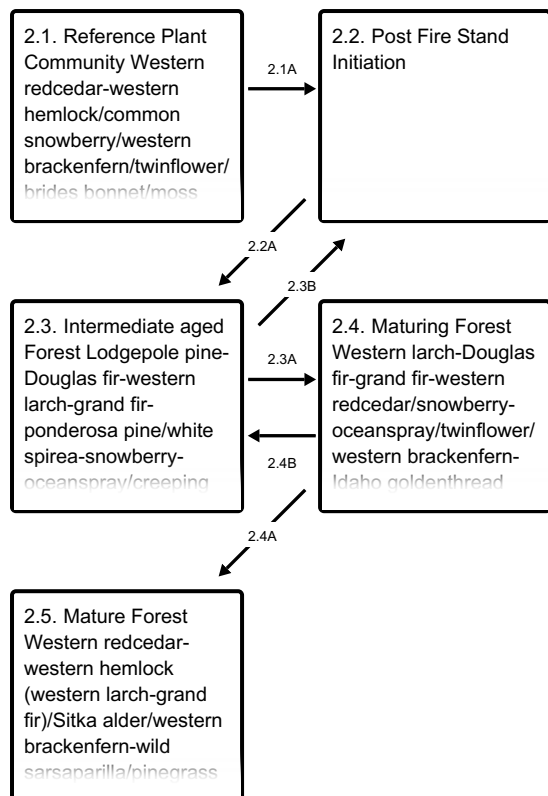 2.1. Reference Plant
Community Western
redcedar-western
hemlock/common
snowberry/western
brackenfern/twinflower/
brides bonnet/moss
2.1A
2.2. Post Fire Stand
Initiation
2.2A
2.3B
2.3. Intermediate aged
Forest Lodgepole pine-
Douglas fir-western
larch-grand fir-
ponderosa pine/white
spirea-snowberry-
oceanspray/creeping
2.3A
2.4B
2.4. Maturing Forest
Western larch-Douglas
fir-grand fir-western
redcedar/snowberry-
oceanspray/twinflower/
western brackenfern-
Idaho goldenthread
2.4A
2.5. Mature Forest
Western redcedar-
western hemlock
(western larch-grand
fir)/Sitka alder/western
brackenfern-wild
sarsaparilla/pinegrass